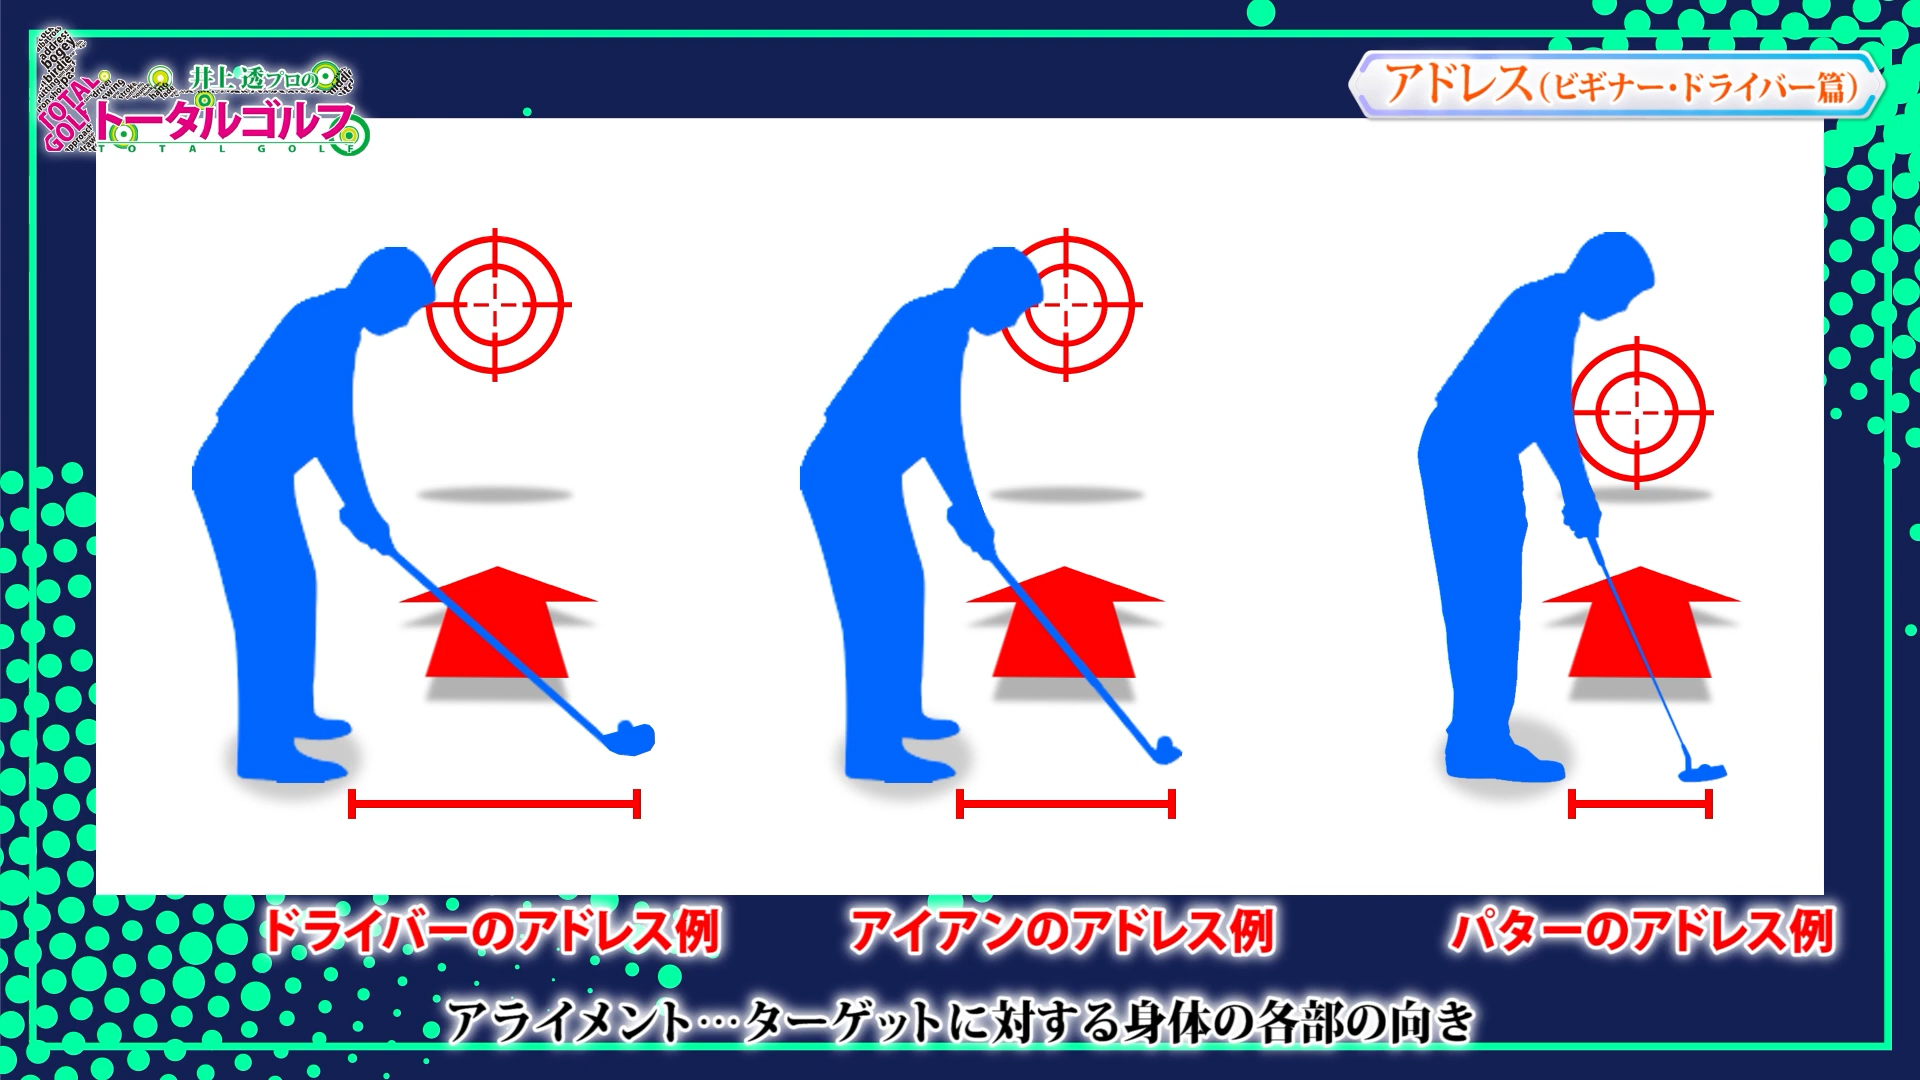 井上 透プロの
TOTAL GOLF
トータルゴルフ
TOTAL GOLF
アドレス(ビギナー・ドライバー篇)
ドライバーのアドレス例
アイアンのアドレス例
パターのアドレス例
アライメント…ターゲットに対する身体の各部の向き